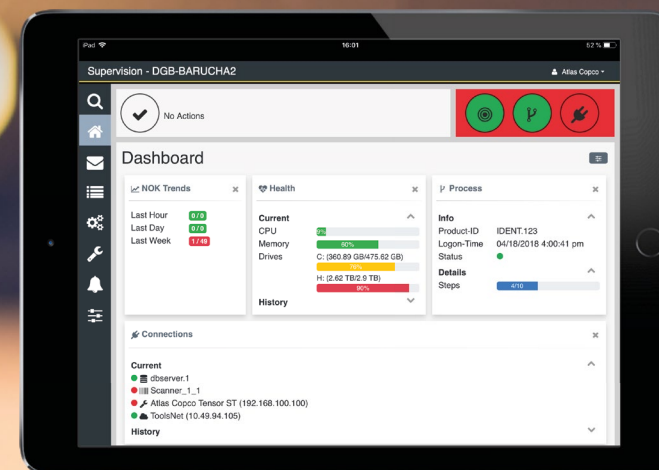 iPad 16:01 52 %
Supervision - DGB-BARUCHA2 Atlas Copco
No Actions
Dashboard
NOK Trends
Last Hour 0 / 0
Last Day 0 / 0
Last Week 1 / 49
Health
Current
CPU
Memory 60%
Drives C: (360.89 GB/475.62 GB)
H: (2.62 TB/2.9 TB)
90%
History
Process
Info
Product-ID IDENT.123
Logon-Time 04/18/2018 4:00:41 pm
Status
Details
Steps 4/10
Connections
Current
dbserver.1
Scanner_1_1
Atlas Copco Tensor ST (192.168.100.100)
ToolsNet (10.49.94.105)
History